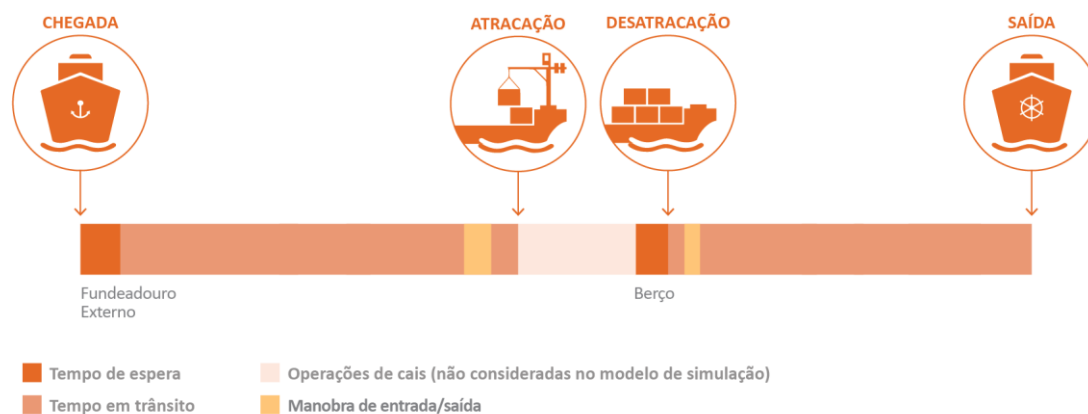 CHEGADA
ATRACAÇÃO
DESATRACAÇÃO
SAÍDA
Fundeadouro
Externo
Berço
Tempo de espera
Operações de cais (não consideradas no modelo de simulação)
Tempo em trânsito
Manobra de entrada/saída